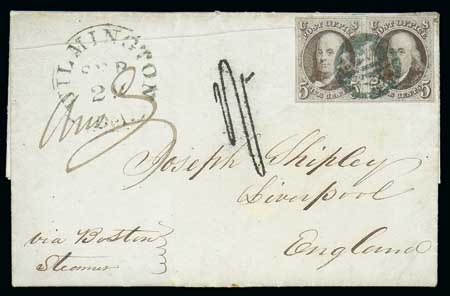 U S U S
POST OFFICE POST OFFICE
5 5 5
FIVE CENTS FIVE CENTS
WILMINGTON
SEP
2
Joseph Shipley
Liverpool
England
via Boston
Steamer